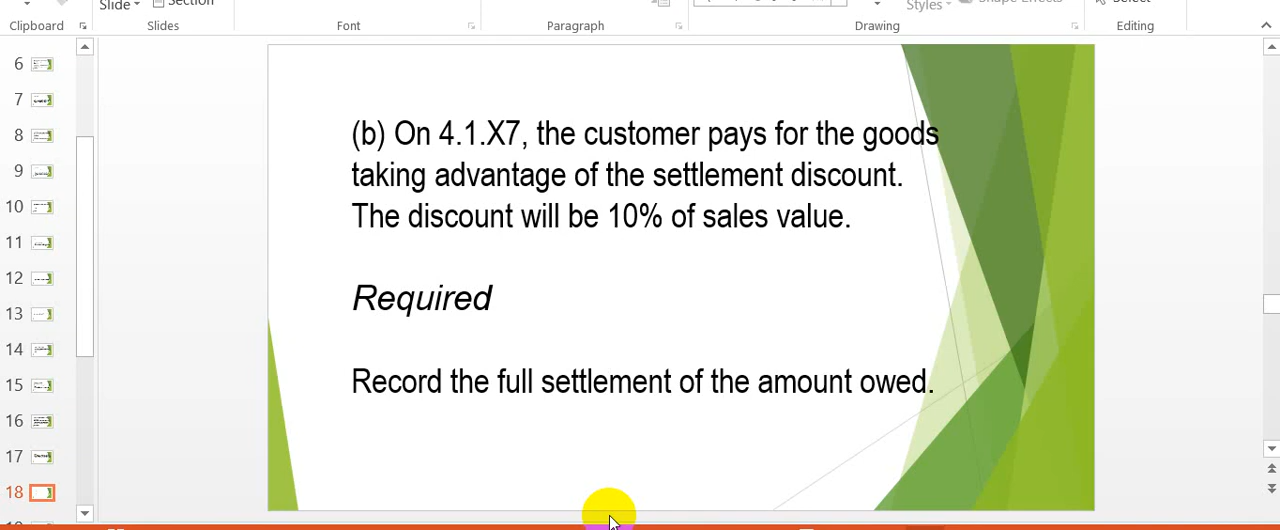 Slide
Section
Styles
Shape Effects
Select
Clipboard
Slides
Font
Paragraph
Drawing
Editing
6
7
8
9
10
11
12
13
14
15
16
17
18
(b) On 4.1.X7, the customer pays for the goods
taking advantage of the settlement discount.
The discount will be 10% of sales value.
Required
Record the full settlement of the amount owed.